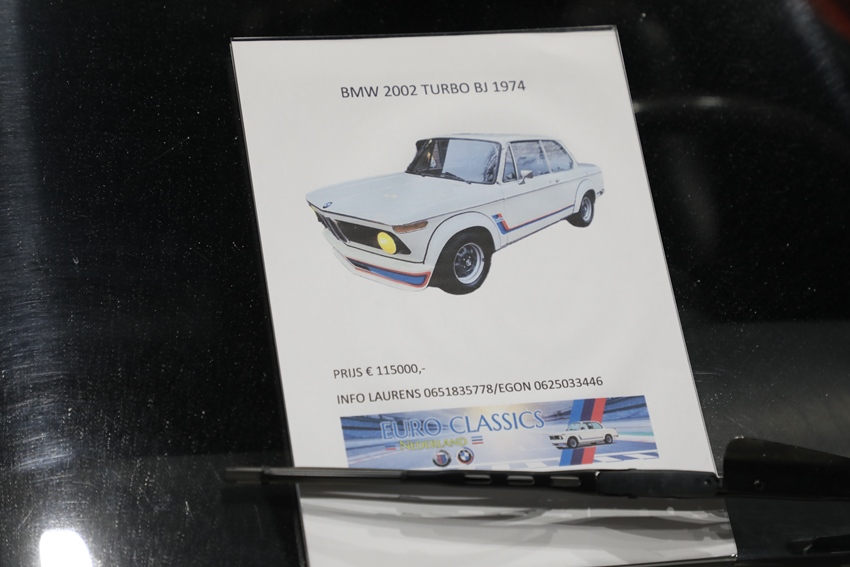 BMW 2002 TURBO BJ 1974
PRIJS € 115000,-
INFO LAURENS 0651835778/EGON 0625033446
EURO-CLASSICS
NEDERLAND